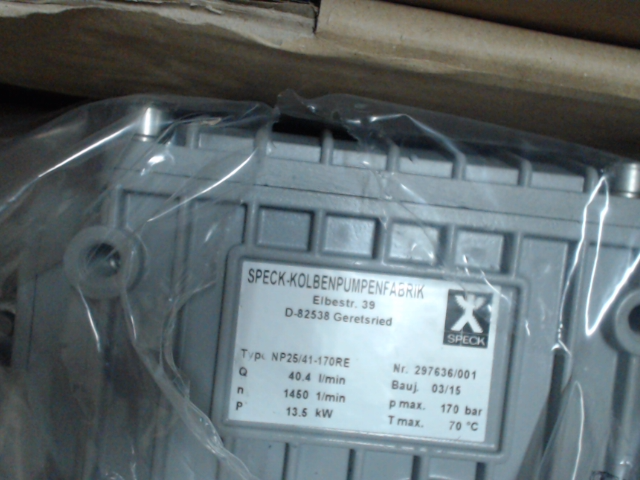 SPECK-KOLBENPUMPENFABRIK
Elbestr. 39
D-82538 Geretsried
SPECK
Type NP25/41-170RE
Nr. 297636/001
Q 40.4 l/min
Bauj. 03/15
n 1450 1/min
p max. 170 bar
P 13.5 kW
T max. 70 °C